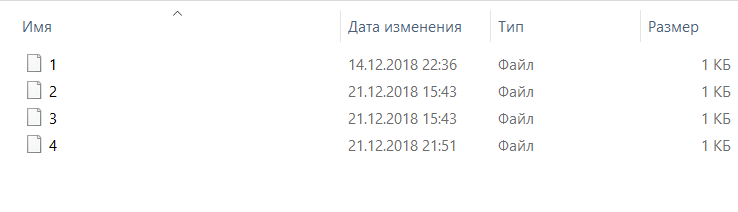 Имя Дата изменения Тип Размер
1 14.12.2018 22:36 Файл 1 КБ
2 21.12.2018 15:43 Файл 1 КБ
3 21.12.2018 15:43 Файл 1 КБ
4 21.12.2018 21:51 Файл 1 КБ